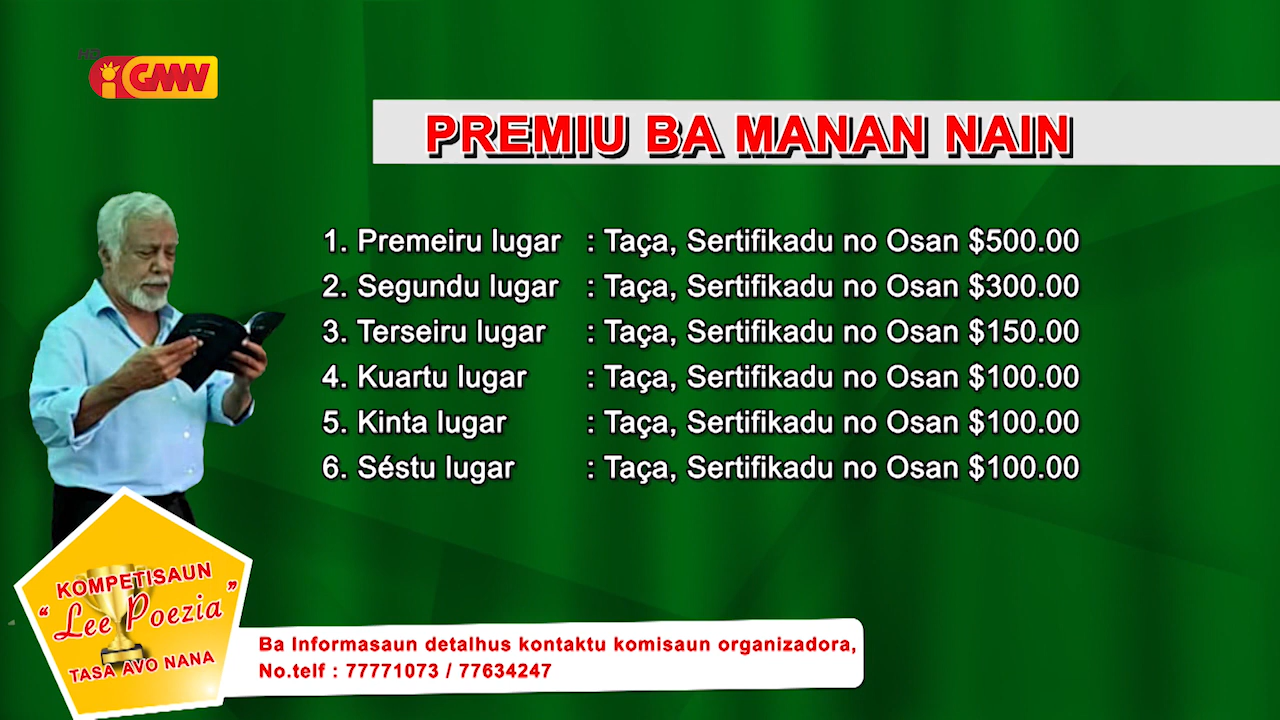 HD
GMN
PREMIU BA MANAN NAIN
1. Premeiru lugar : Taça, Sertifikadu no Osan $500.00
2. Segundu lugar : Taça, Sertifikadu no Osan $300.00
3. Terseiru lugar : Taça, Sertifikadu no Osan $150.00
4. Kuartu lugar : Taça, Sertifikadu no Osan $100.00
5. Kinta lugar : Taça, Sertifikadu no Osan $100.00
6. Séstu lugar : Taça, Sertifikadu no Osan $100.00
KOMPETISAUN
“ Lee Poezia ”
TASA AVO NANA
Ba Informasaun detalhus kontaktu komisaun organizadora,
No.telf : 77771073 / 77634247